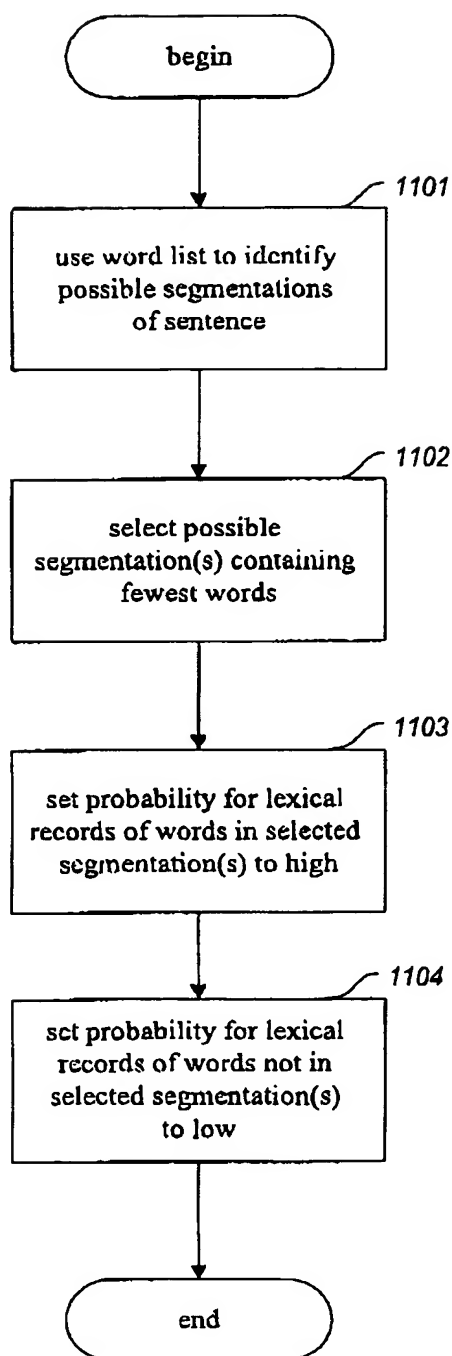 begin
1101
use word list to identify
possible segmentations
of sentence
1102
select possible
segmentation(s) containing
fewest words
1103
set probability for lexical
records of words in selected
segmentation(s) to high
1104
set probability for lexical
records of words not in
selected segmentation(s)
to low
end